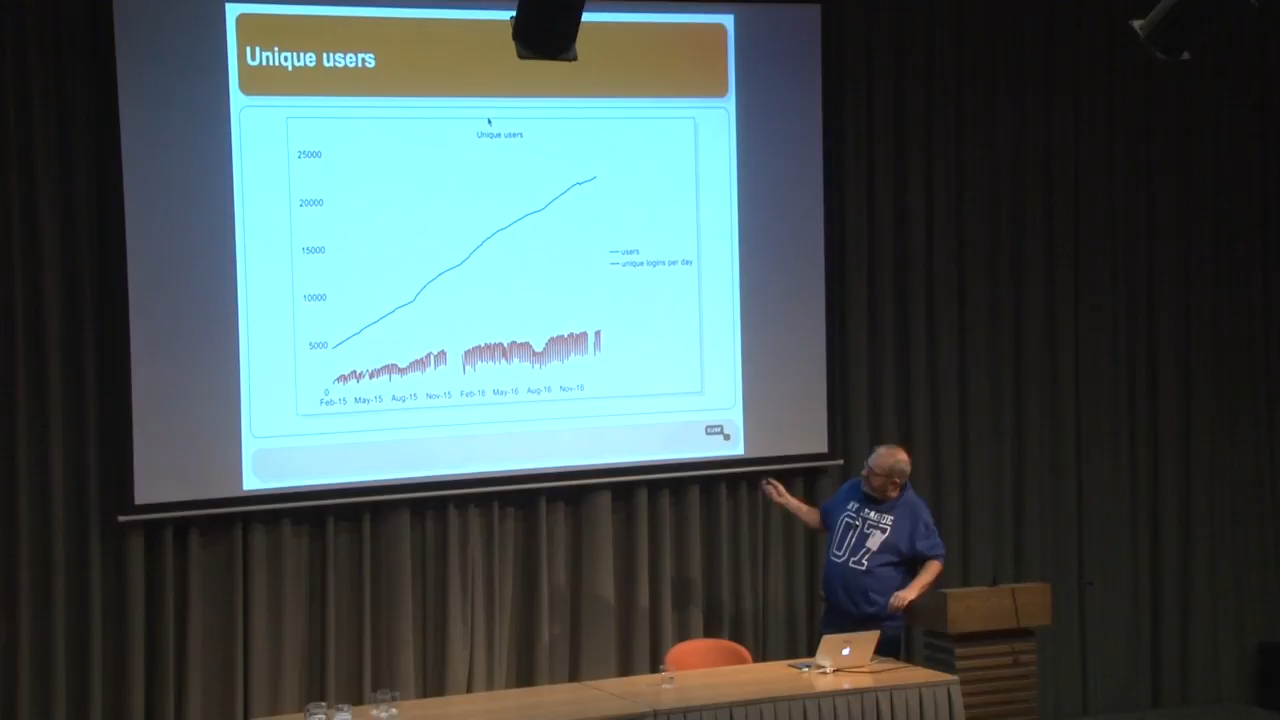 Unique users
Unique users
25000
20000
15000
10000
5000
0
Feb-15 May-15 Aug-15 Nov-15 Feb-16 May-16 Aug-16 Nov-16
users
unique logins per day
LEAGUE
07